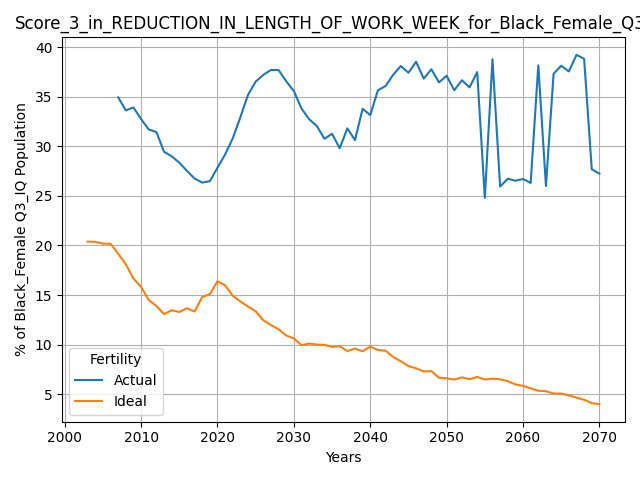 Score_3_in_REDUCTION_IN_LENGTH_OF_WORK_WEEK_for_Black_Female_Q3
% of Black_Female Q3_IQ Population
40
35
30
25
20
15
10
5
Fertility
Actual
Ideal
2000 2010 2020 2030 2040 2050 2060 2070
Years